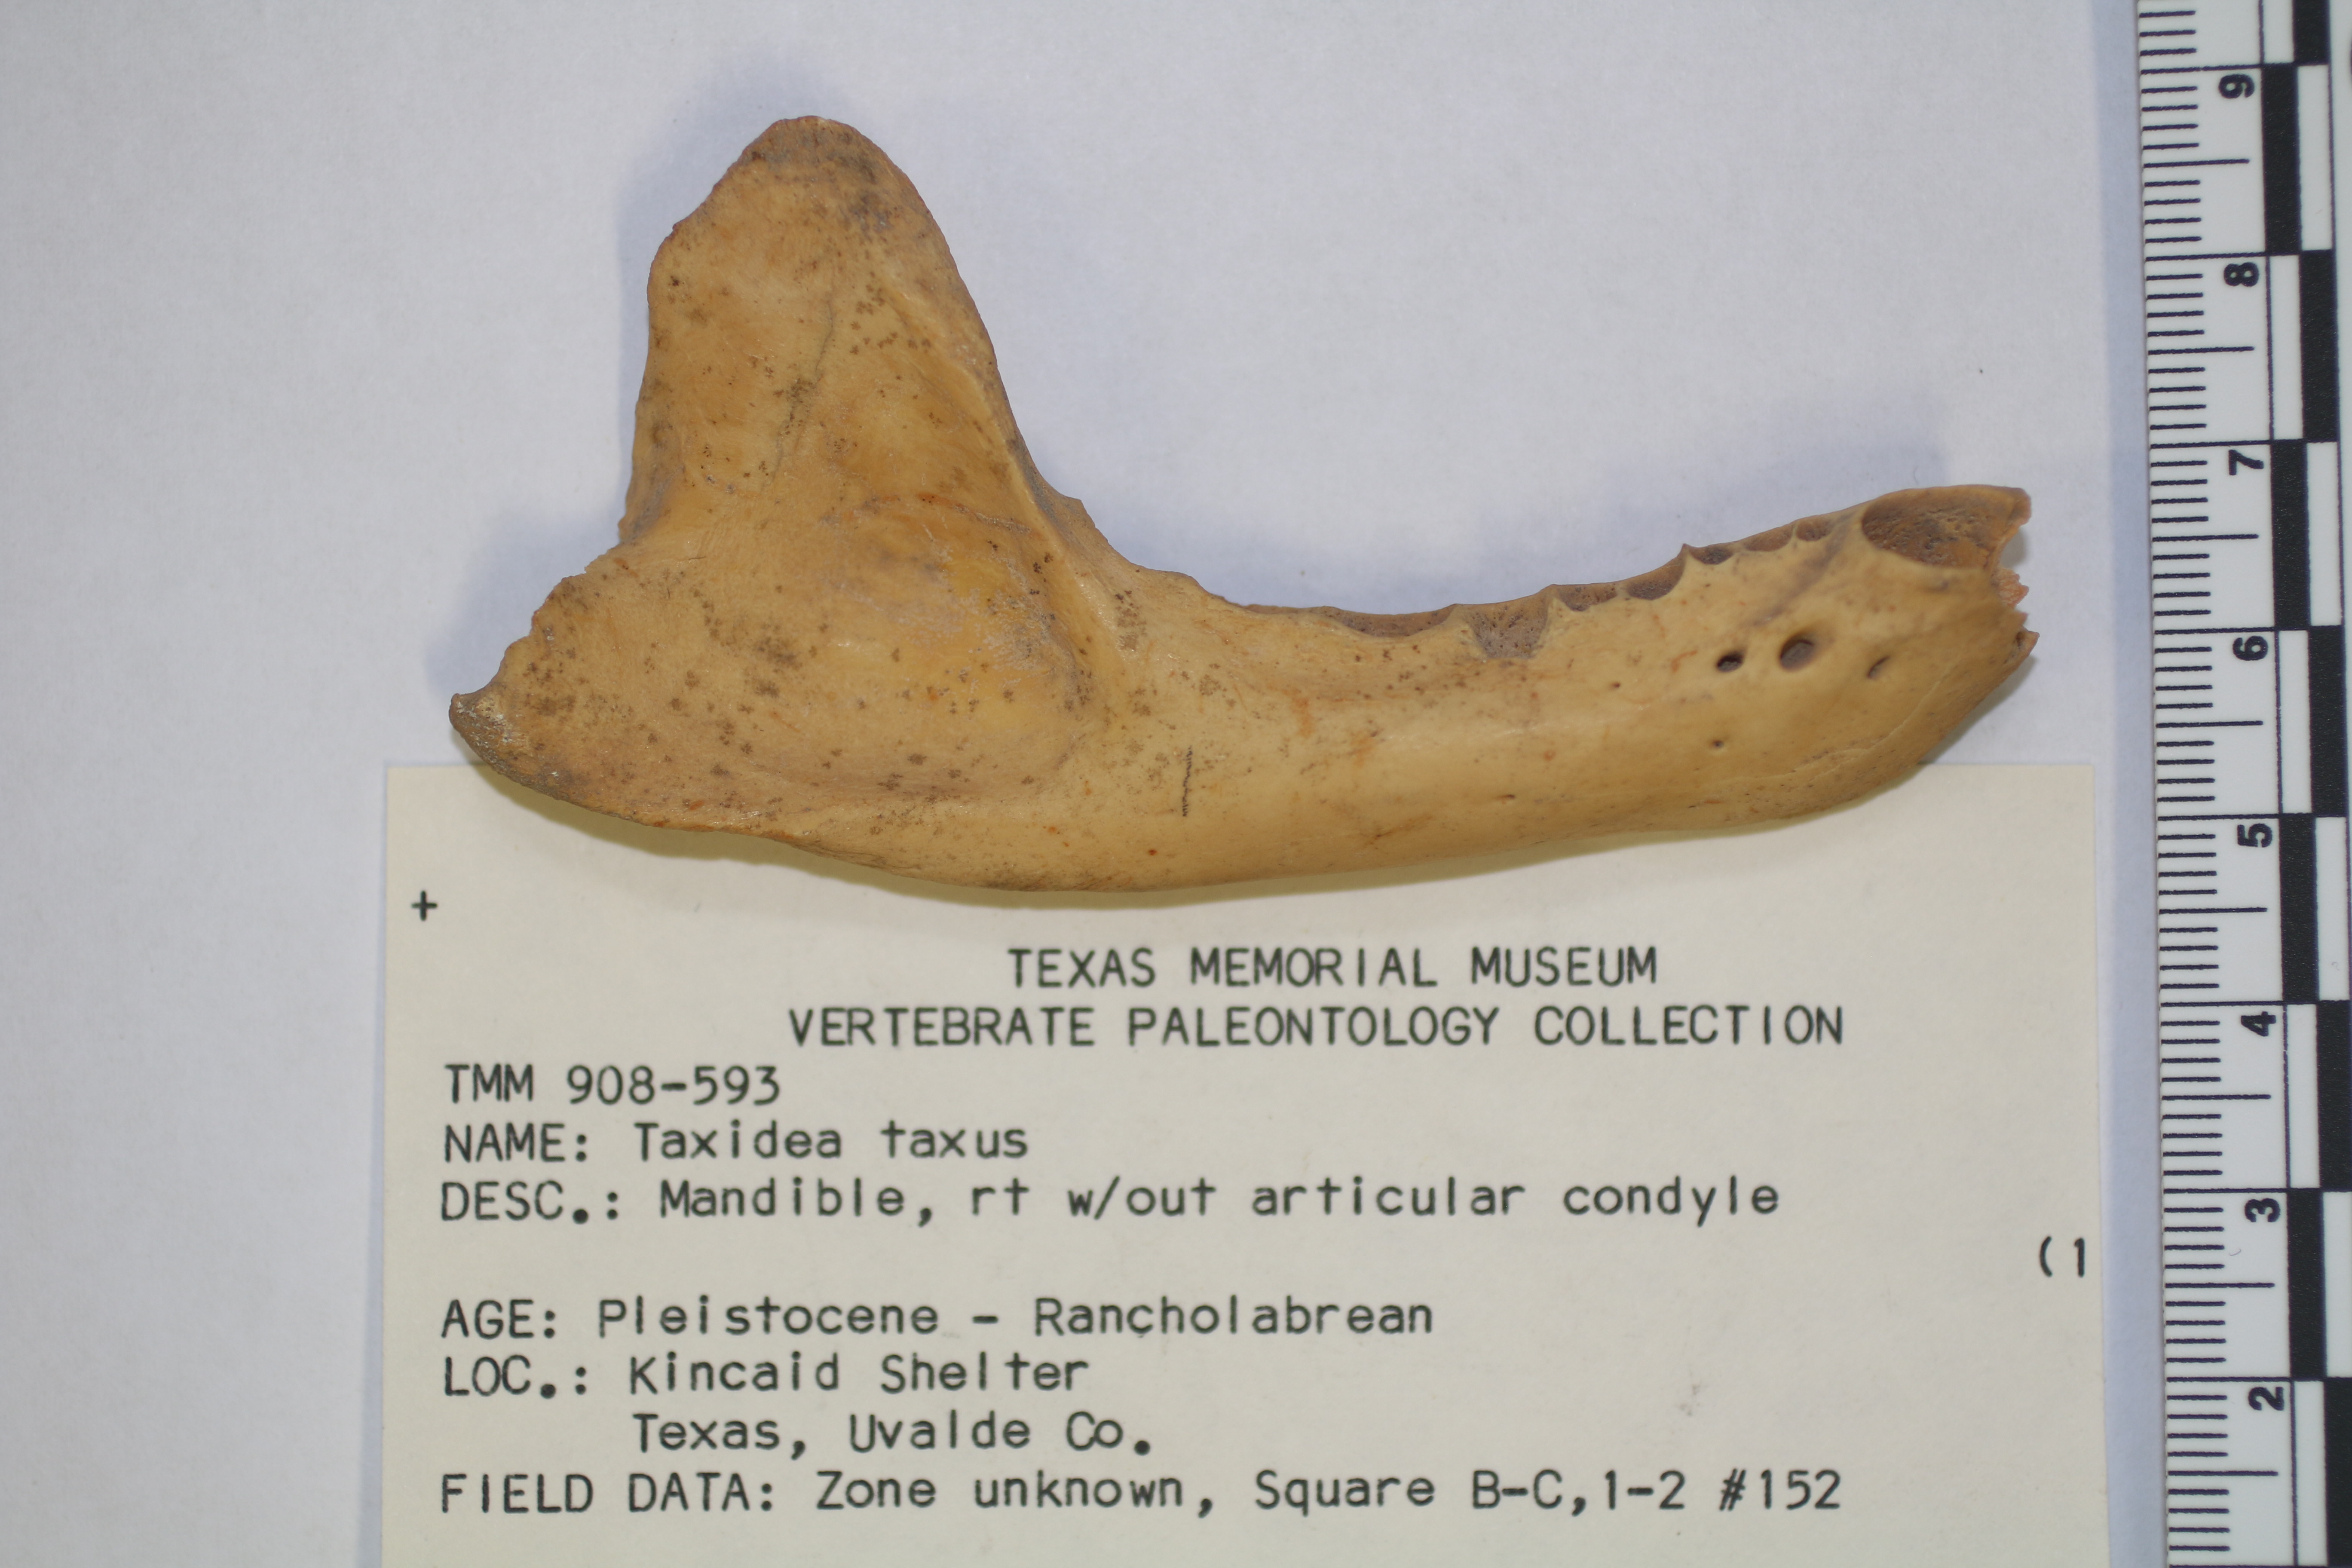 +
TEXAS MEMORIAL MUSEUM
VERTEBRATE PALEONTOLOGY COLLECTION
TMM 908-593
NAME: Taxidea taxus
DESC.: Mandible, rt w/out articular condyle
(1
AGE: Pleistocene - Rancholabrean
LOC.: Kincaid Shelter
Texas, Uvalde Co.
FIELD DATA: Zone unknown, Square B-C,1-2 #152
9
8
7
6
5
4
3
2